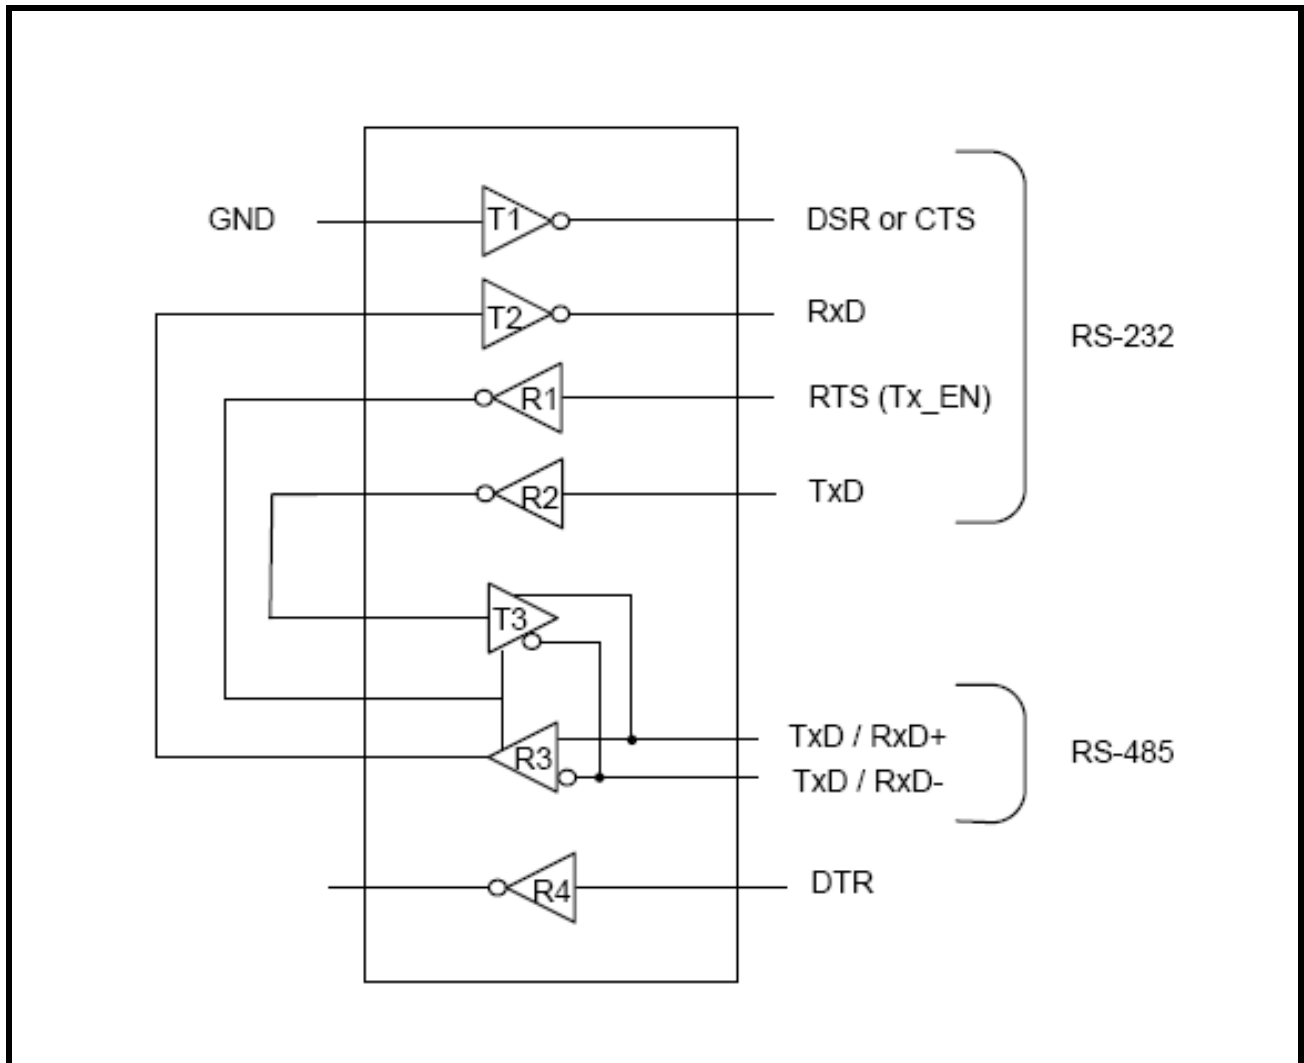 GND
T1
DSR or CTS
T2
RxD
RS-232
R1
RTS (Tx_EN)
R2
TxD
T3
TxD / RxD+
R3
RS-485
TxD / RxD-
R4
DTR